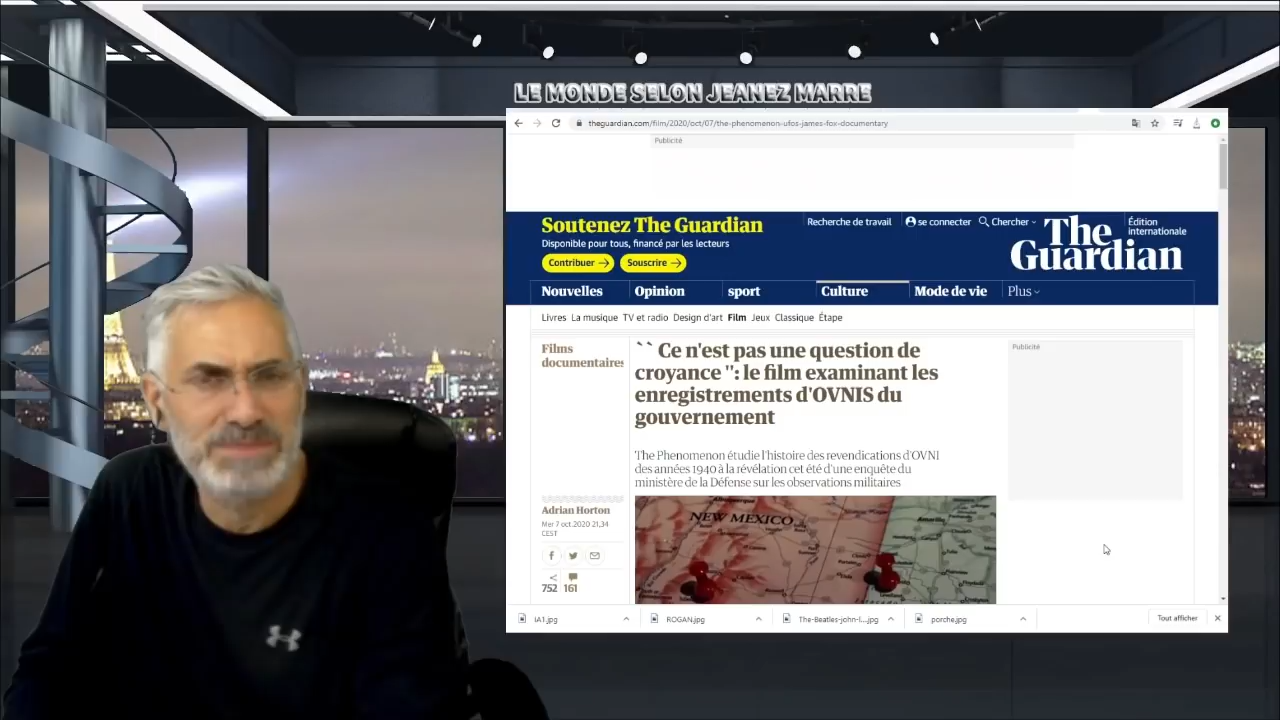 LE MONDE SELON JEANEZ MARRE
theguardian.com/film/2020/oct/07/the-phenomenon-ufos-james-fox-documentary
Publicité
Soutenez The Guardian
Disponible pour tous, financé par les lecteurs
Contribuer → Souscrire →
Recherche de travail se connecter Chercher
The Guardian
Édition
internationale
Nouvelles Opinion sport Culture Mode de vie Plus
Livres La musique TV et radio Design d'art Film Jeux Classique Étape
Films
documentaires
`` Ce n'est pas une question de
croyance '': le film examinant les
enregistrements d'OVNIS du
gouvernement
Publicité
The Phenomenon étudie l'histoire des revendications d'OVNI
des années 1940 à la révélation cet été d'une enquête du
ministère de la Défense sur les observations militaires
Adrian Horton
Mer 7 oct.2020 21,34
CEST
752 161
NEW MEXICO
Amarillo
IA1.jpg ROGAN.jpg The-Beatles-john-l....jpg porche.jpg Tout afficher